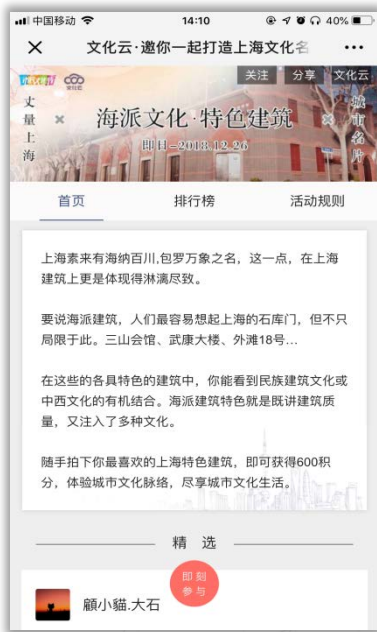 中国移动 14:10 40%
文化云·邀你一起打造上海文化名
关注 分享 文化云
文化云
丈量上海 × 海派文化·特色建筑 × 城市名片
即日-2018.12.26
首页 排行榜 活动规则
上海素来有海纳百川,包罗万象之名，这一点，在上海
建筑上更是体现得淋漓尽致。
要说海派建筑，人们最容易想起上海的石库门，但不只
局限于此。三山会馆、武康大楼、外滩18号...
在这些的各具特色的建筑中，你能看到民族建筑文化或
中西文化的有机结合。海派建筑特色就是既讲建筑质
量，又注入了多种文化。
随手拍下你最喜欢的上海特色建筑，即可获得600积
分，体验城市文化脉络，尽享城市文化生活。
精 选
即刻
参与
顧小貓.大石